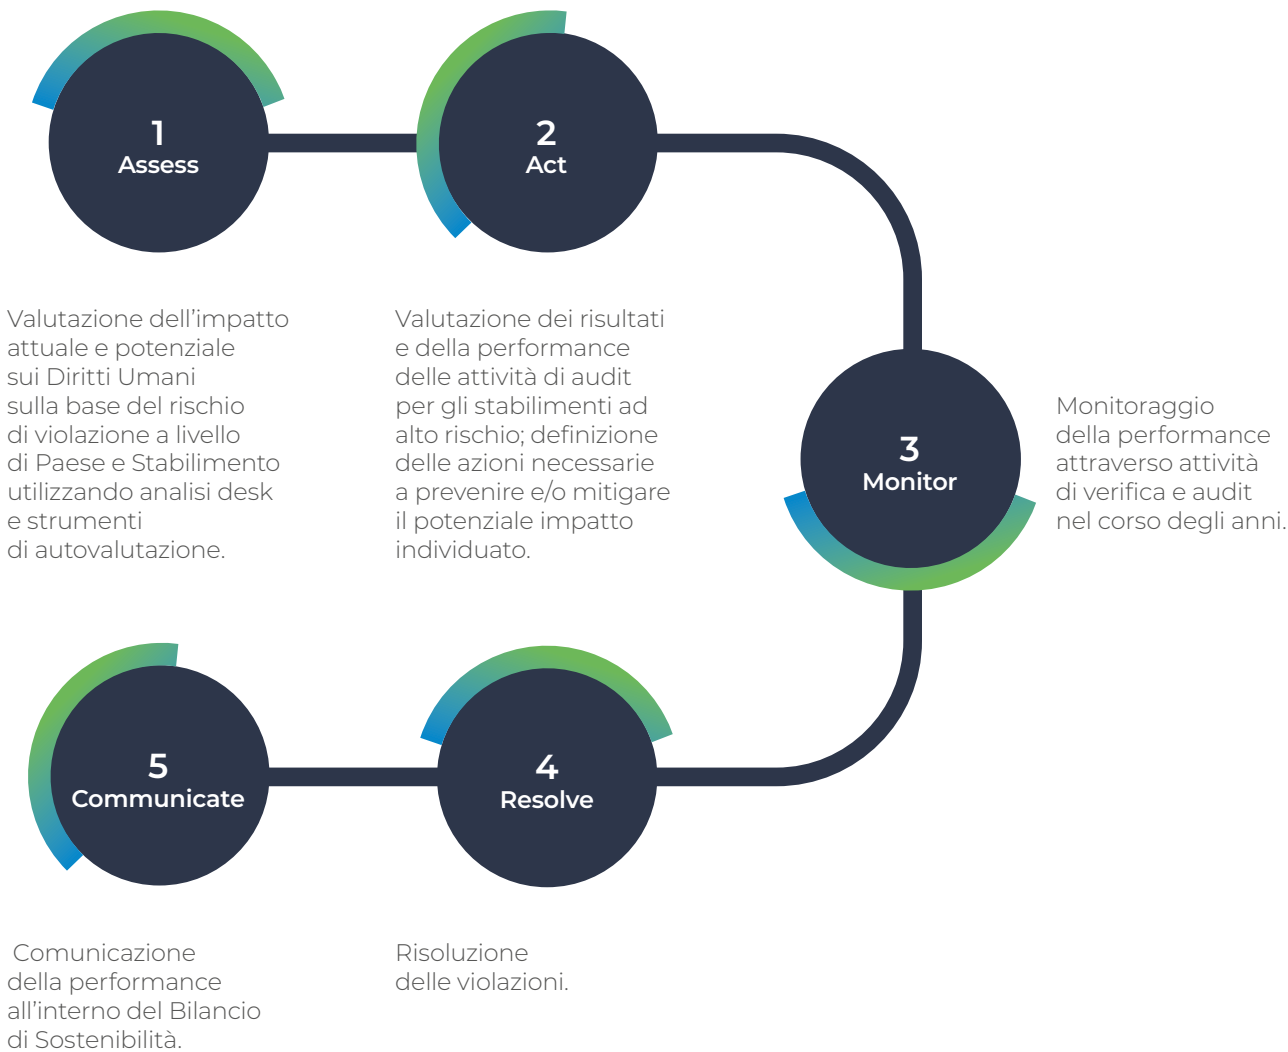 1
Assess
Valutazione dell’impatto
attuale e potenziale
sui Diritti Umani
sulla base del rischio
di violazione a livello
di Paese e Stabilimento
utilizzando analisi desk
e strumenti
di autovalutazione.
2
Act
Valutazione dei risultati
e della performance
delle attività di audit
per gli stabilimenti ad
alto rischio; definizione
delle azioni necessarie
a prevenire e/o mitigare
il potenziale impatto
individuato.
3
Monitor
Monitoraggio
della performance
attraverso attività
di verifica e audit
nel corso degli anni.
4
Resolve
Risoluzione
delle violazioni.
5
Communicate
Comunicazione
della performance
all’interno del Bilancio
di Sostenibilità.